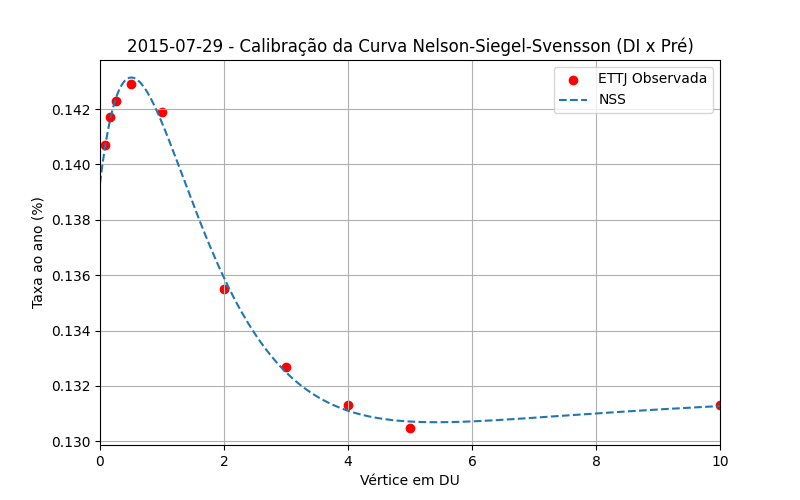 2015-07-29 - Calibração da Curva Nelson-Siegel-Svensson (DI x Pré)
ETTJ Observada
NSS
Taxa ao ano (%)
0.142
0.140
0.138
0.136
0.134
0.132
0.130
0 2 4 6 8 10
Vértice em DU